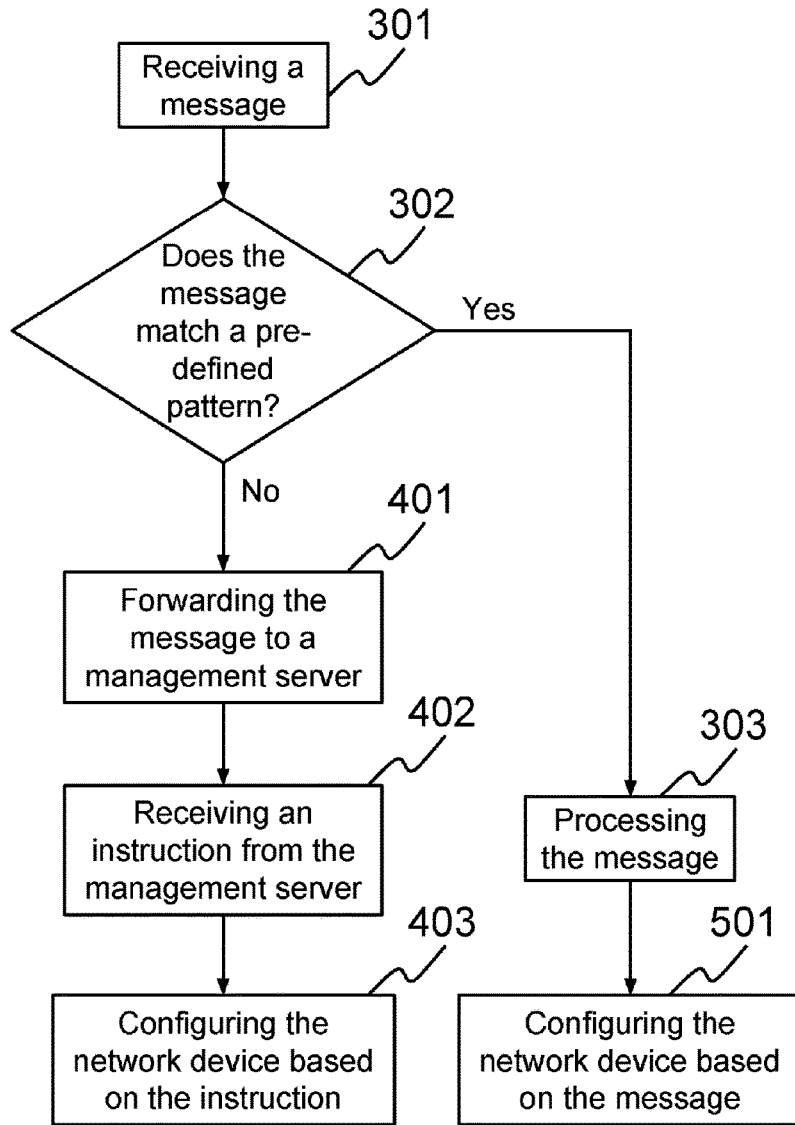 301
Receiving a
message
302
Does the
message
match a pre-
defined
pattern?
Yes
No
401
Forwarding the
message to a
management server
402
Receiving an
instruction from the
management server
303
Processing
the message
403
Configuring the
network device based
on the instruction
501
Configuring the
network device based
on the message